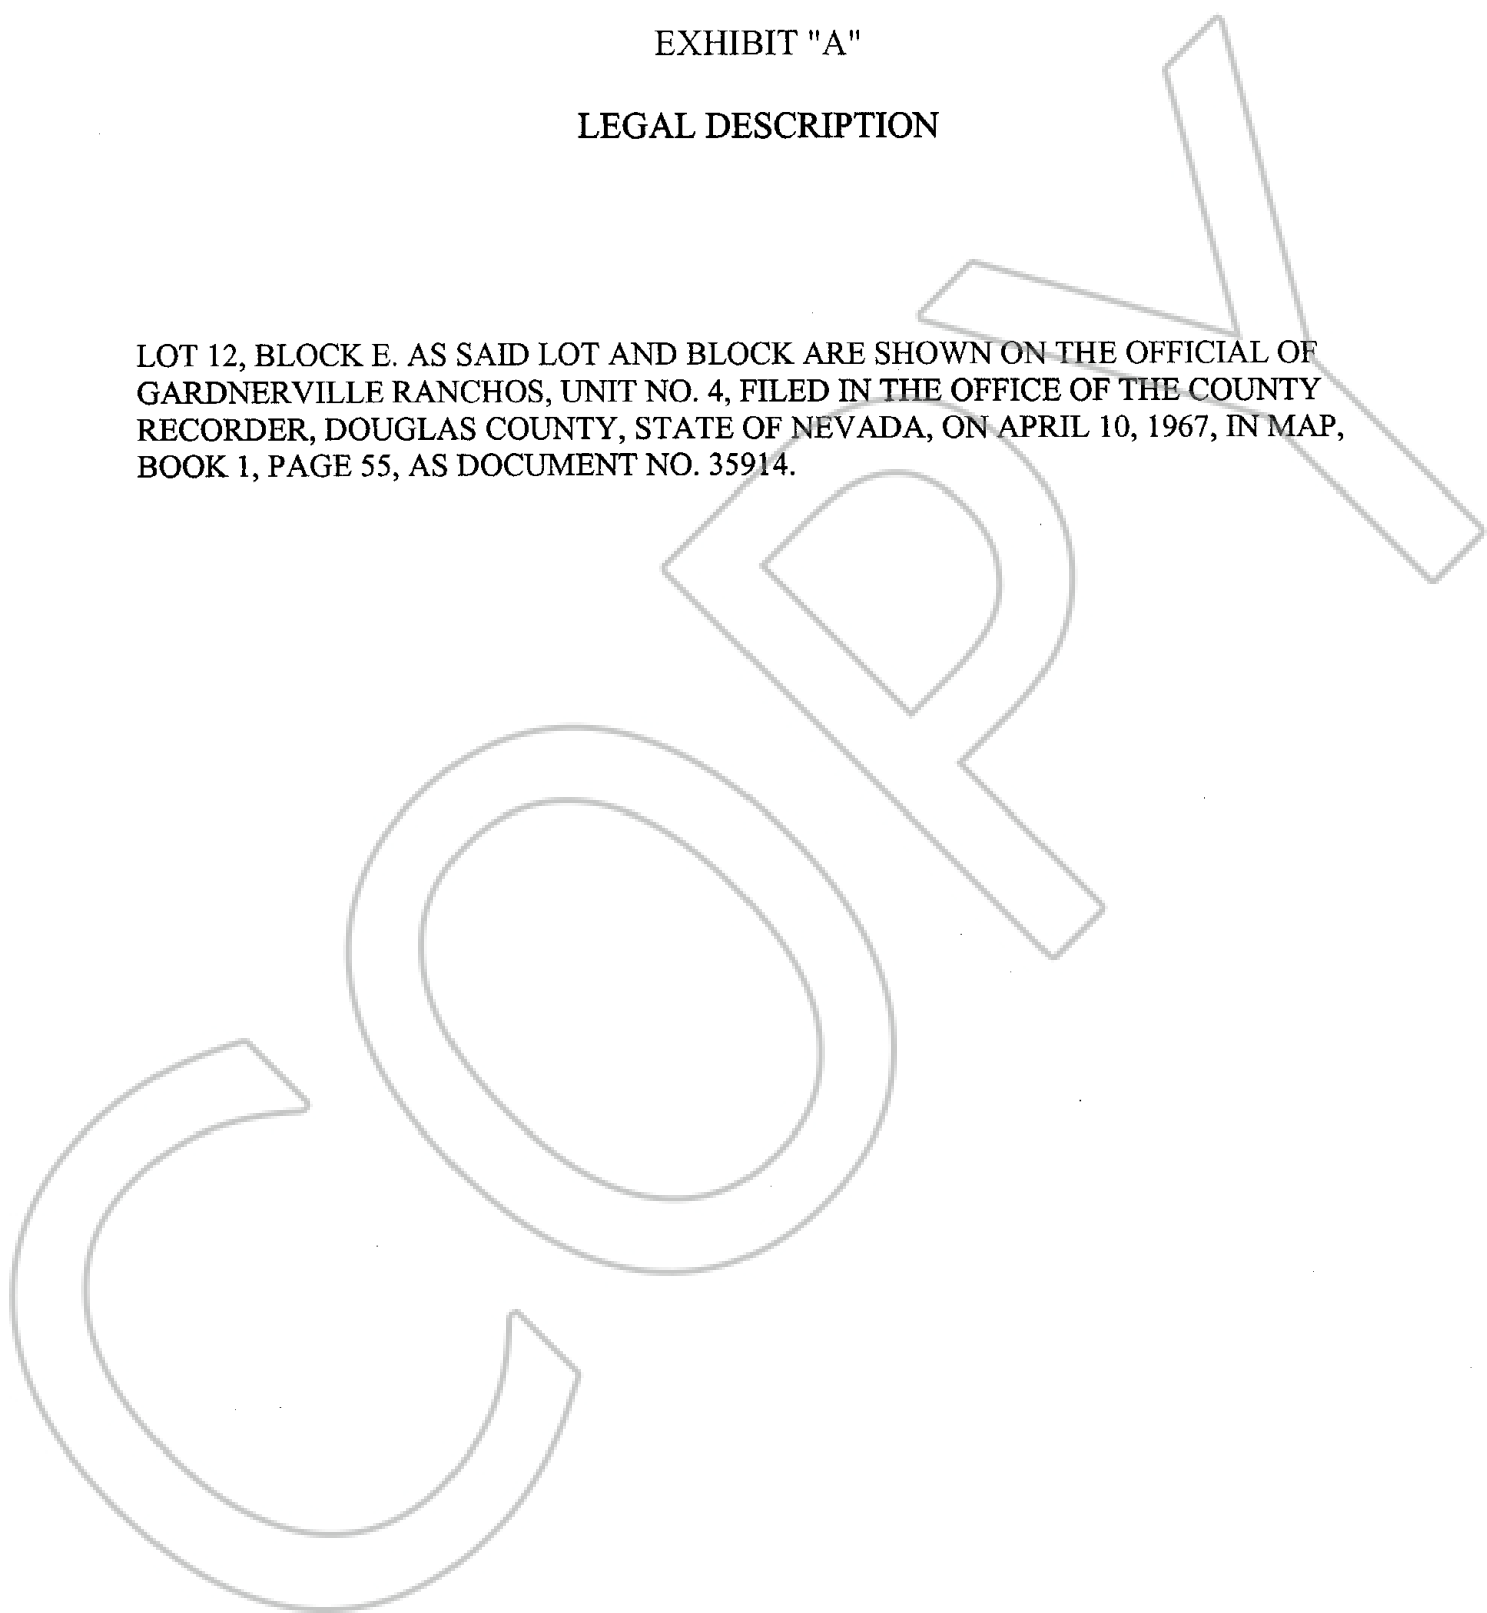 EXHIBIT "A"
LEGAL DESCRIPTION
LOT 12, BLOCK E. AS SAID LOT AND BLOCK ARE SHOWN ON THE OFFICIAL OF
GARDNERVILLE RANCHOS, UNIT NO. 4, FILED IN THE OFFICE OF THE COUNTY
RECORDER, DOUGLAS COUNTY, STATE OF NEVADA, ON APRIL 10, 1967, IN MAP,
BOOK 1, PAGE 55, AS DOCUMENT NO. 35914.
COPY